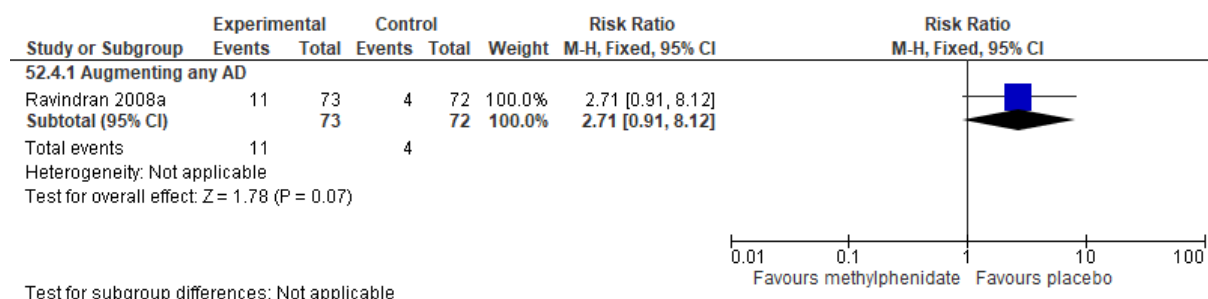 Experimental Control Risk Ratio Risk Ratio
Study or Subgroup Events Total Events Total Weight M-H, Fixed, 95% CI M-H, Fixed, 95% CI
52.4.1 Augmenting any AD
Ravindran 2008a 11 73 4 72 100.0% 2.71 [0.91, 8.12]
Subtotal (95% CI) 73 72 100.0% 2.71 [0.91, 8.12]
Total events 11 4
Heterogeneity: Not applicable
Test for overall effect: Z = 1.78 (P = 0.07)
0.01 0.1 1 10 100
Favours methylphenidate Favours placebo
Test for subgroup differences: Not applicable